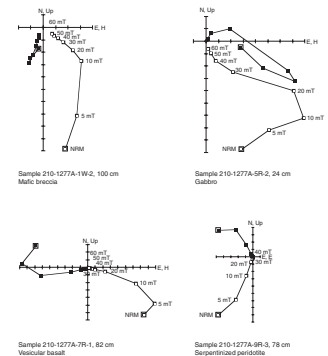 N, Up
60 mT
50 mT
40 mT
30 mT
20 mT
10 mT
5 mT
NRM
E, H
Sample 210-1277A-1W-2, 100 cm
Mafic breccia
N, Up
E, H
60 mT
50 mT
40 mT
30 mT
20 mT
10 mT
5 mT
NRM
Sample 210-1277A-5R-2, 24 cm
Gabbro
N, Up
60 mT
50 mT
40 mT
E, H
20 mT
10 mT
5 mT
NRM
Sample 210-1277A-7R-1, 82 cm
Vesicular basalt
N, Up
40 mT
E, E
30 mT
20 mT
10 mT
5 mT
NRM
Sample 210-1277A-9R-3, 78 cm
Serpentinized peridotite